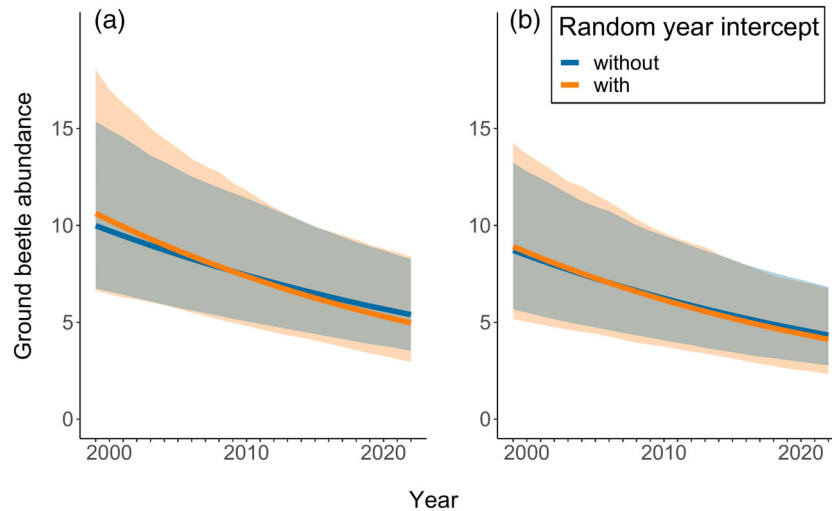 (a)
(b)
Random year intercept
without
with
Ground beetle abundance
15
10
5
0
2000
2010
2020
15
10
5
0
2000
2010
2020
Year